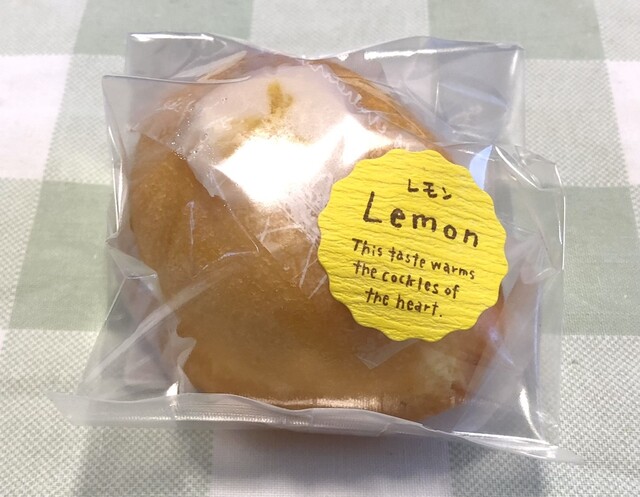 レモン
Lemon
This taste warms
the cockles of
the heart.